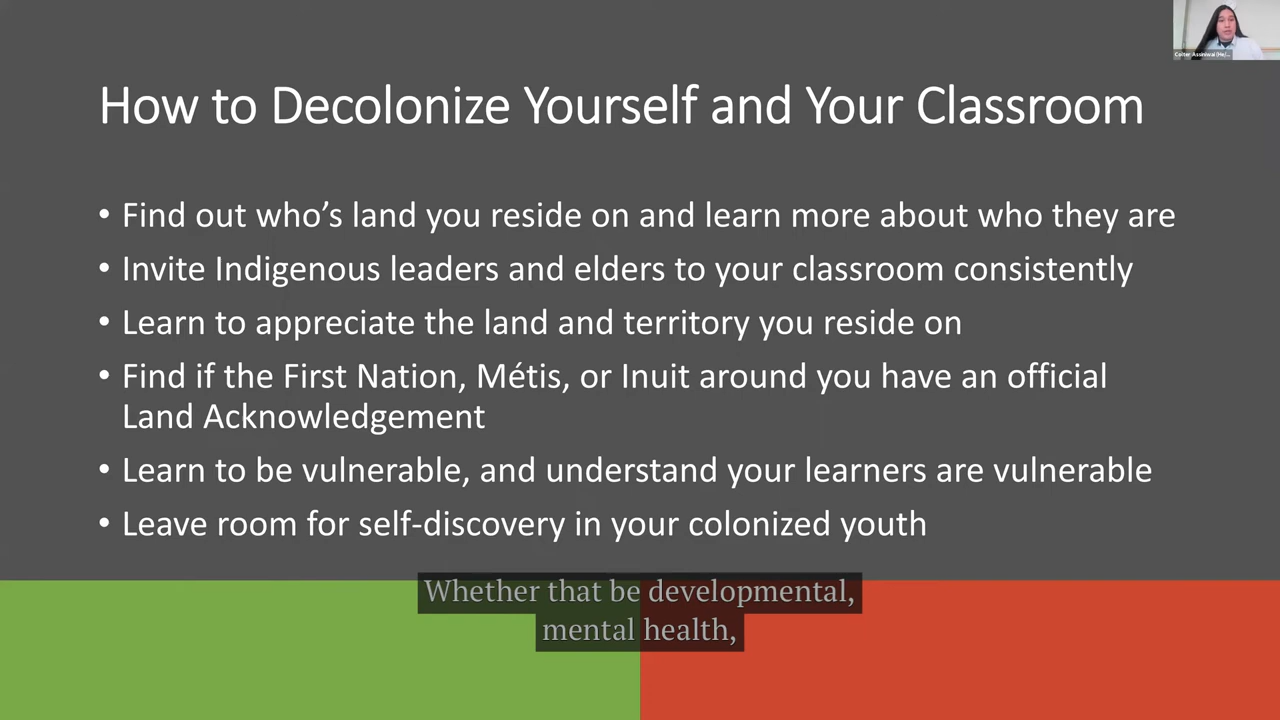 How to Decolonize Yourself and Your Classroom
• Find out who’s land you reside on and learn more about who they are
• Invite Indigenous leaders and elders to your classroom consistently
• Learn to appreciate the land and territory you reside on
• Find if the First Nation, Métis, or Inuit around you have an official
Land Acknowledgement
• Learn to be vulnerable, and understand your learners are vulnerable
• Leave room for self-discovery in your colonized youth
Whether that be developmental,
mental health,